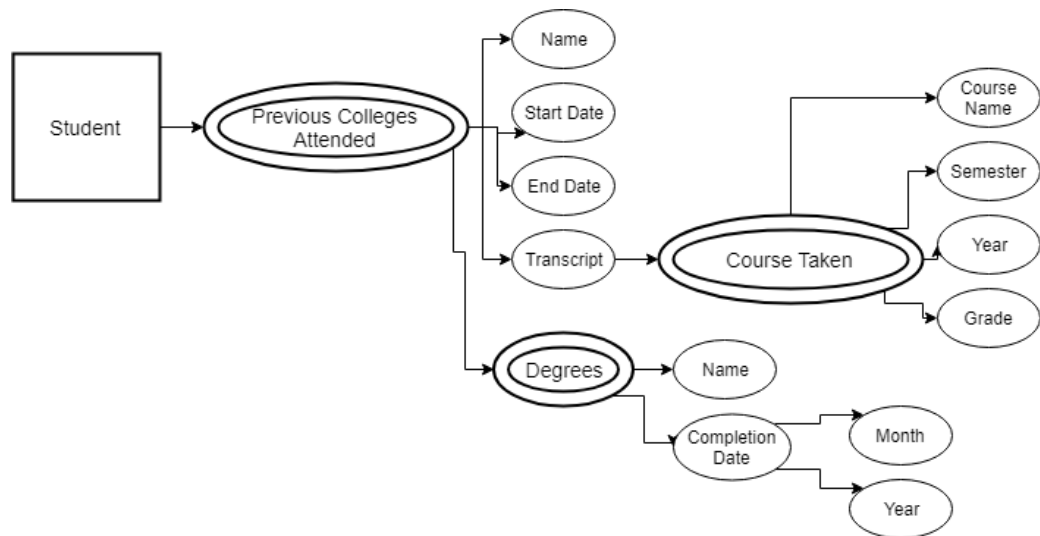 Name
Course
Name
Student
Previous Colleges
Attended
Start Date
End Date
Semester
Transcript
Course Taken
Year
Grade
Degrees
Name
Completion
Date
Month
Year